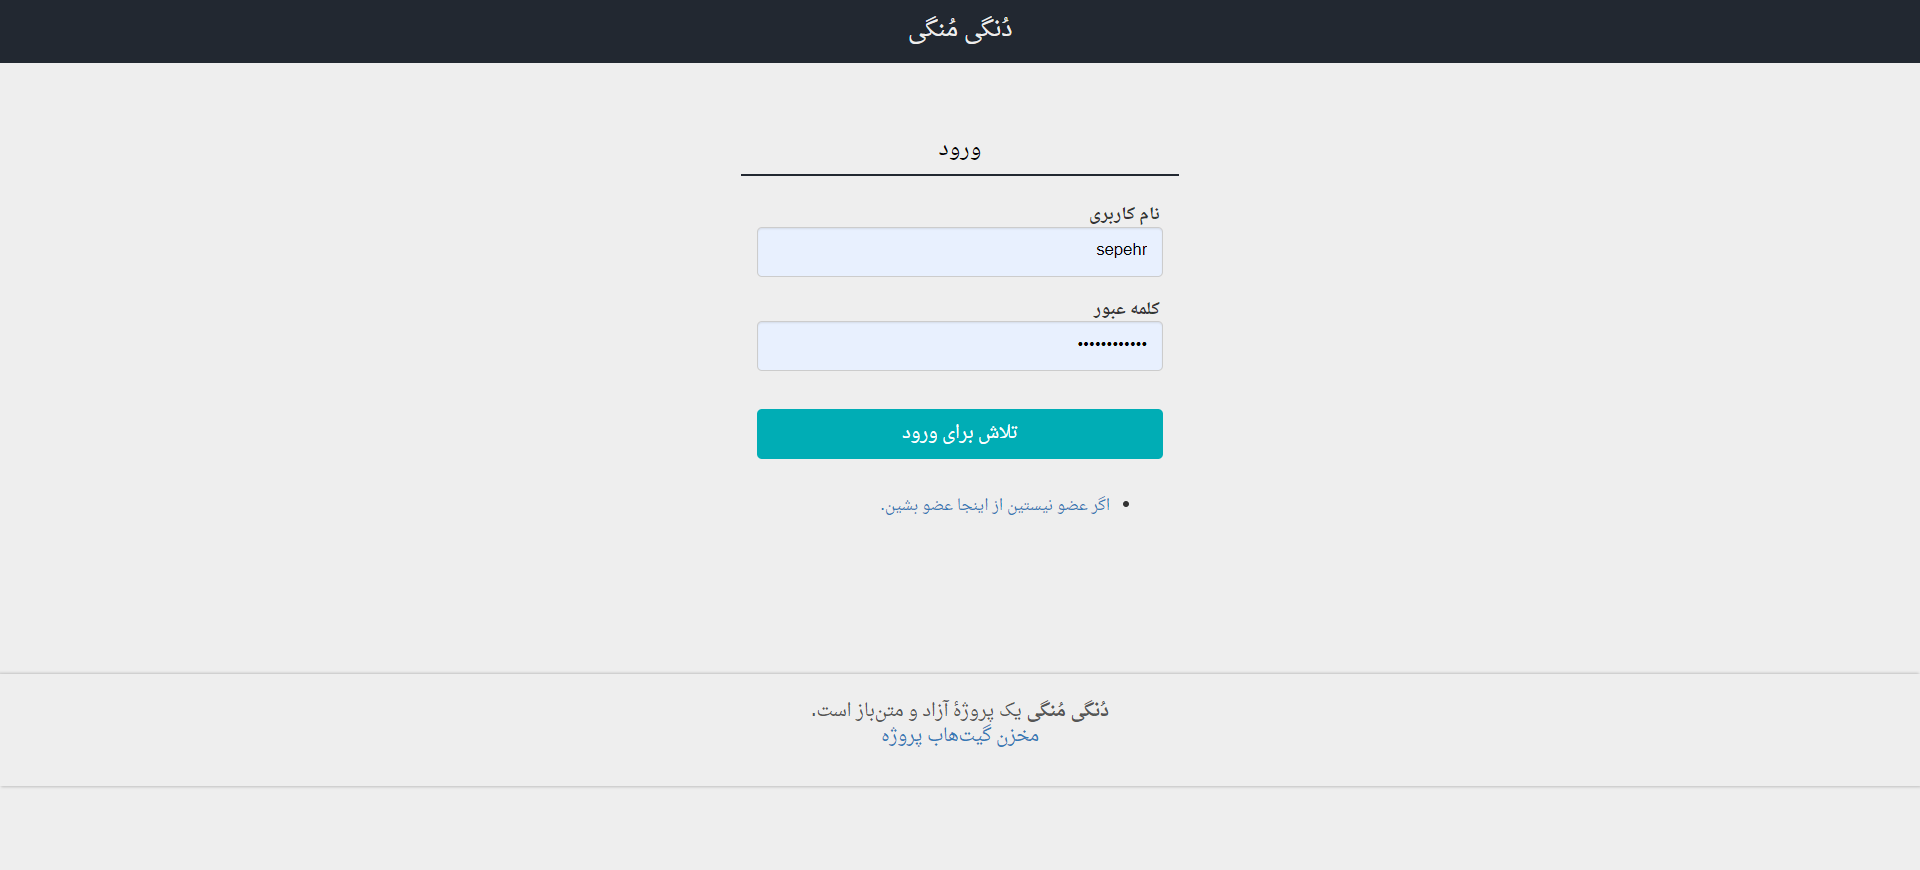 دُنگی مُنگی
ورود
نام کاربری
sepehr
کلمه عبور
••••••••••••
تلاش برای ورود
• اگر عضو نیستین از اینجا عضو بشین.
دُنگی مُنگی یک پروژهٔ آزاد و متن‌باز است.
مخزن گیت‌هاب پروژه